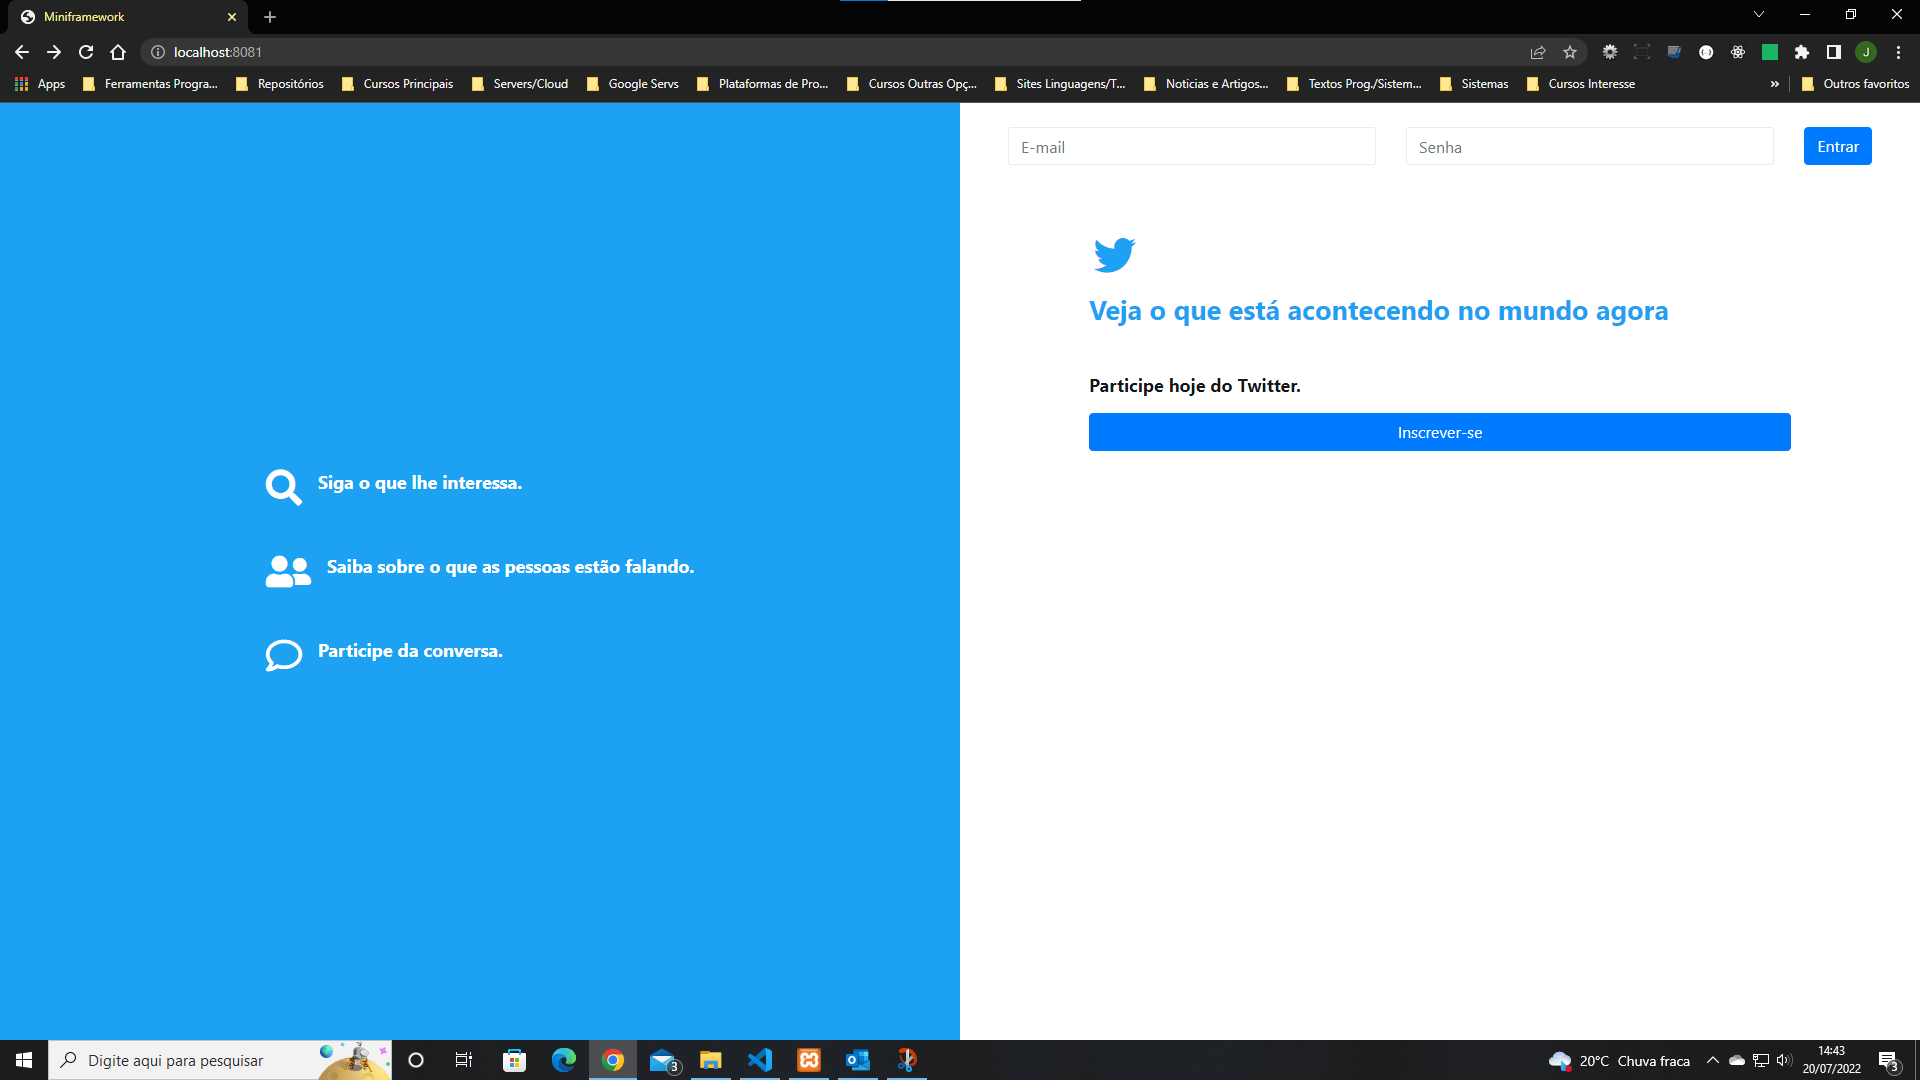 Miniframework
localhost:8081
Apps
Ferramentas Progra...
Repositórios
Cursos Principais
Servers/Cloud
Google Servs
Plataformas de Pro...
Cursos Outras Opç...
Sites Linguagens/T...
Noticias e Artigos...
Textos Prog./Sistem...
Sistemas
Cursos Interesse
»
Outros favoritos
J
E-mail
Senha
Entrar
Veja o que está acontecendo no mundo agora
Participe hoje do Twitter.
Inscrever-se
Siga o que lhe interessa.
Saiba sobre o que as pessoas estão falando.
Participe da conversa.
Digite aqui para pesquisar
3
20°C Chuva fraca
14:43
20/07/2022
3